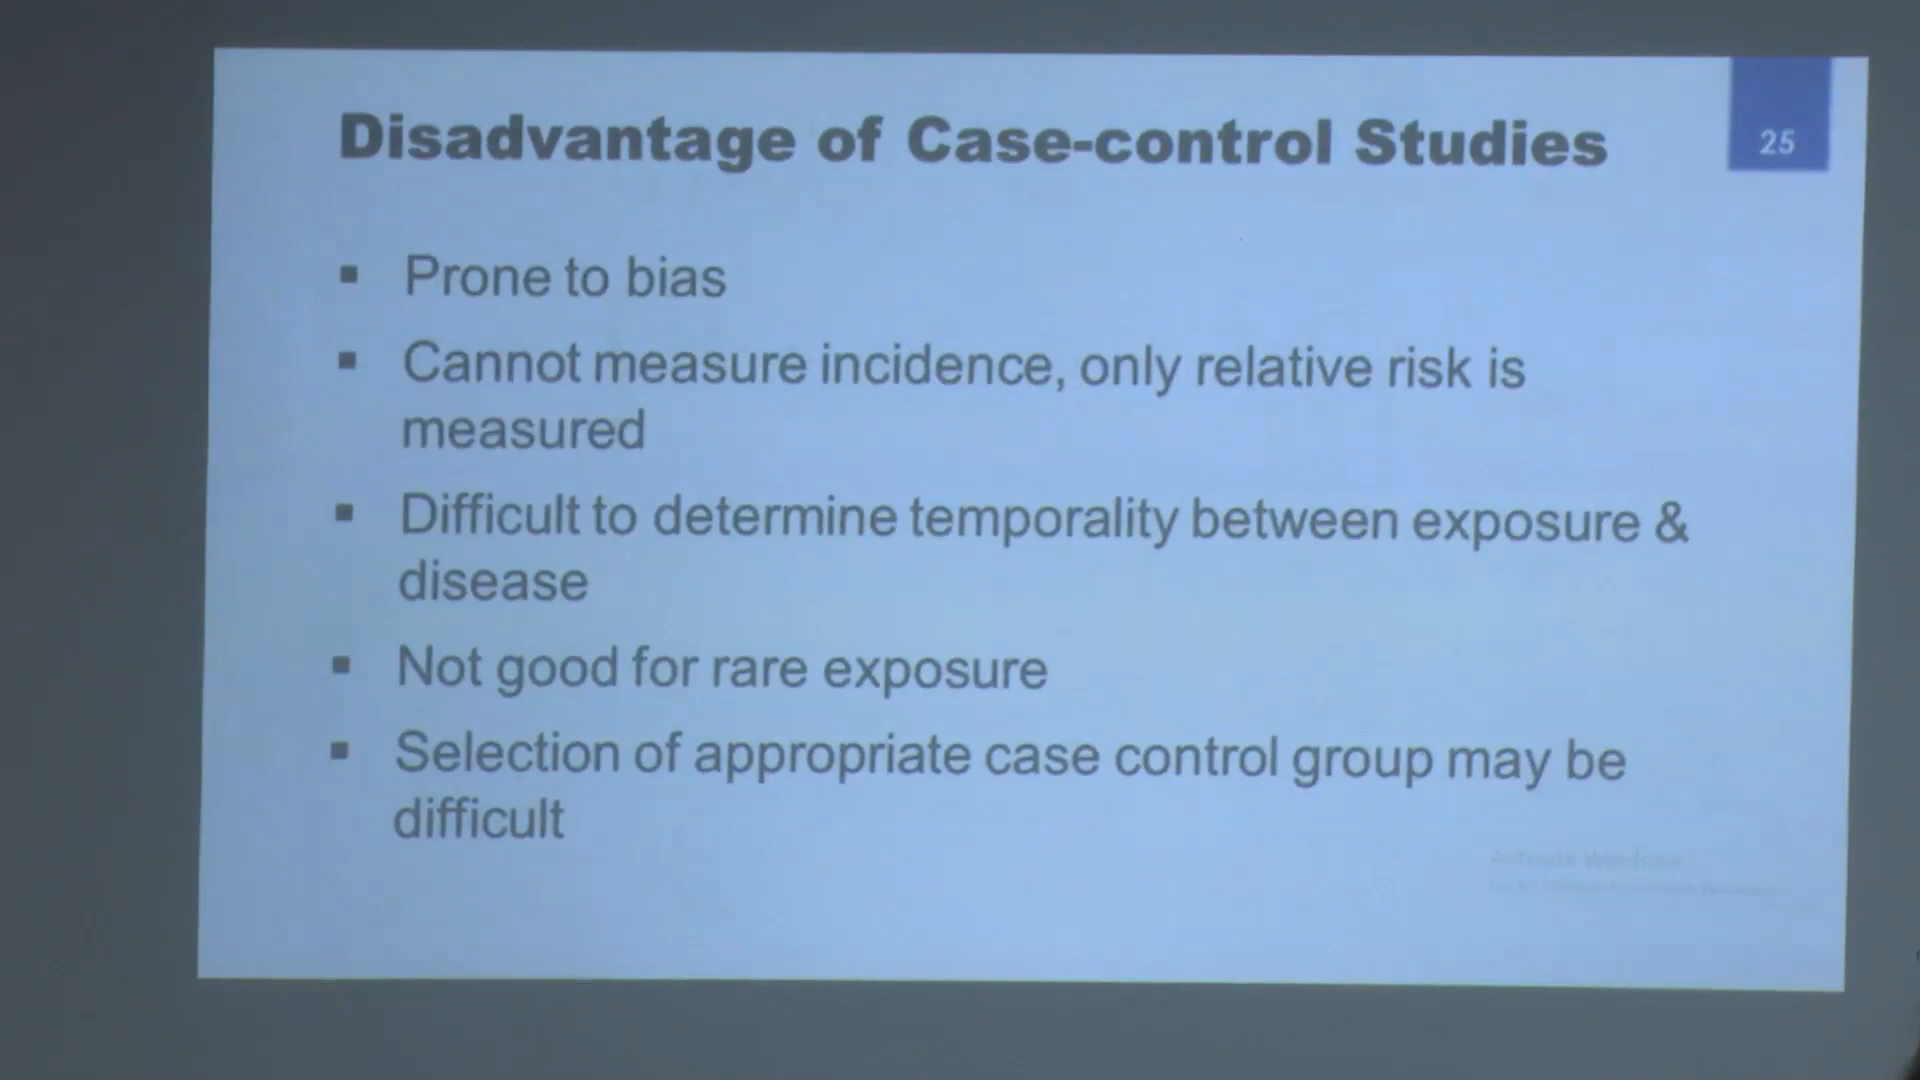 Disadvantage of Case-control Studies
25
▪ Prone to bias
▪ Cannot measure incidence, only relative risk is
measured
▪ Difficult to determine temporality between exposure &
disease
▪ Not good for rare exposure
▪ Selection of appropriate case control group may be
difficult
Activate Windows